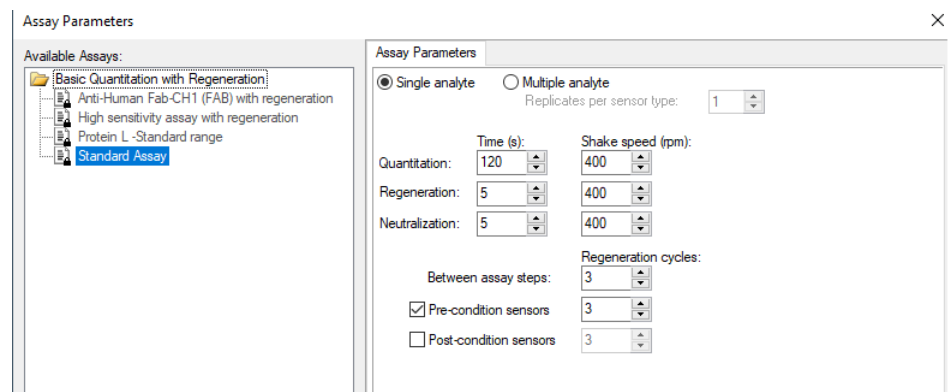 Assay Parameters
Available Assays:
Basic Quantitation with Regeneration
Anti-Human Fab-CH1 (FAB) with regeneration
High sensitivity assay with regeneration
Protein L -Standard range
Standard Assay
Assay Parameters
Single analyte Multiple analyte
Replicates per sensor type: 1
Time (s): Shake speed (rpm):
Quantitation: 120 400
Regeneration: 5 400
Neutralization: 5 400
Regeneration cycles:
Between assay steps: 3
Pre-condition sensors 3
Post-condition sensors 3